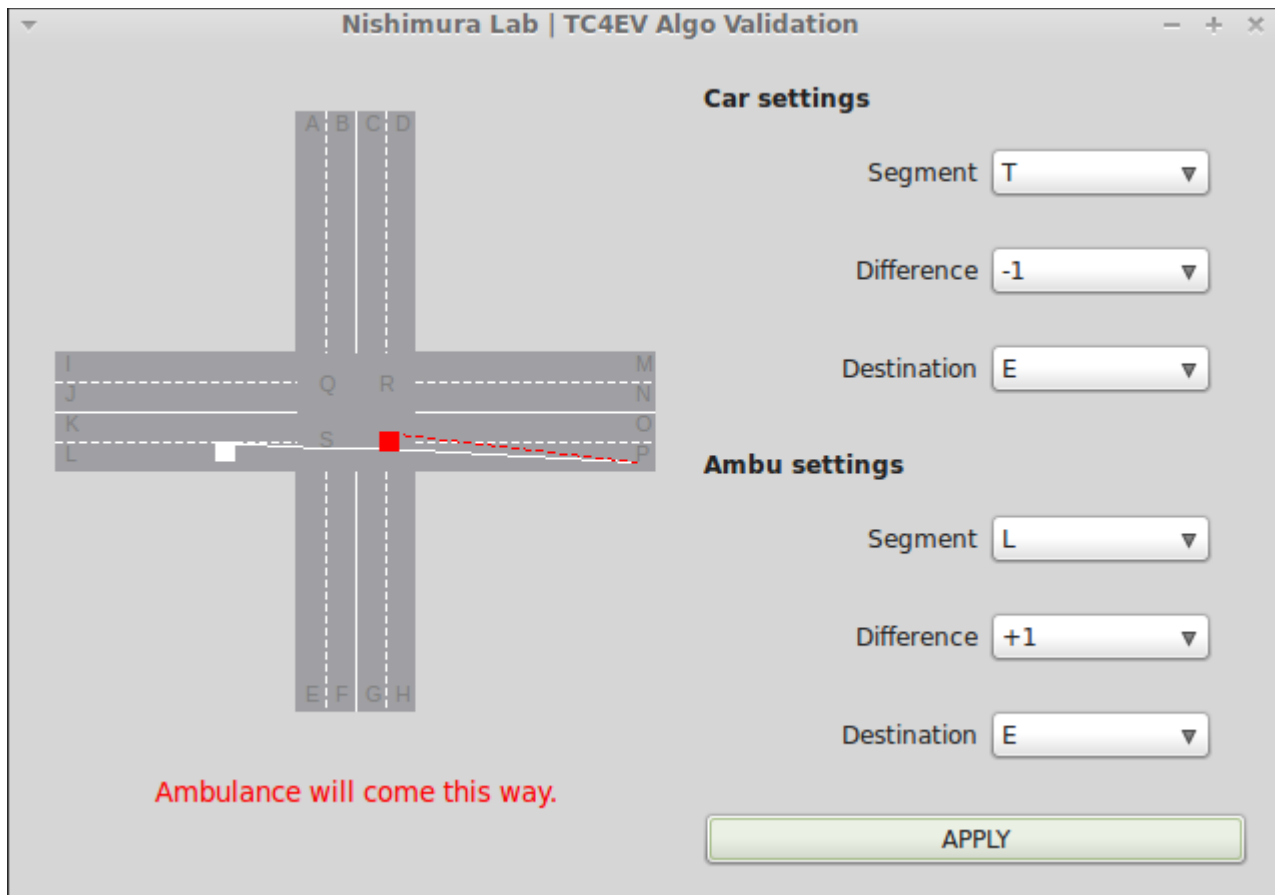 Nishimura Lab | TC4EV Algo Validation
Car settings
A B C D
Segment T
Difference -1
Destination E
I M
Q R
J N
K O
S
L P
Ambu settings
Segment L
Difference +1
E F G H
Destination E
Ambulance will come this way.
APPLY